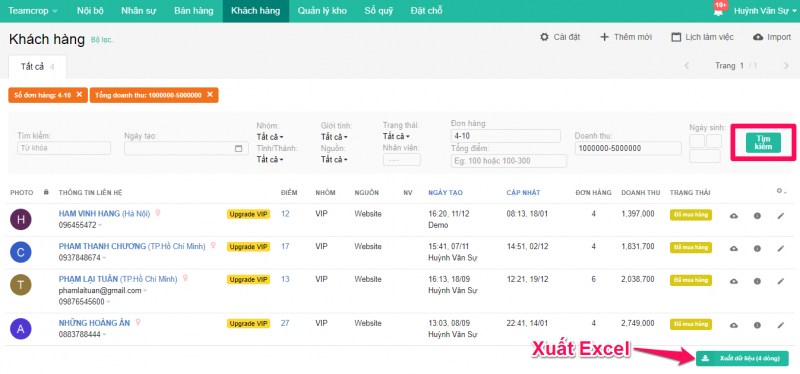 Teamcrop Nội bộ Nhân sự Bán hàng Khách hàng Quản lý kho Sổ quỹ Đặt chỗ 10+ Huỳnh Văn Sự
Khách hàng Bộ lọc. Cài đặt Thêm mới Lịch làm việc Import
Tất cả 4 Trang 1 / 1
Số đơn hàng: 4-10 × Tổng doanh thu: 1000000-5000000 ×
Nhóm: Giới tính: Trạng thái: Đơn hàng: Ngày sinh:
Tìm kiếm: Ngày tạo: Tất cả Tất cả Tất cả 4-10 Doanh thu: Tìm kiếm
Từ khóa Tỉnh/Thành: Nguồn: Nhân viên: Tổng điểm: 1000000-5000000
Tất cả Tất cả Eg: 100 hoặc 100-300
PHOTO THÔNG TIN LIÊN HỆ ĐIỂM NHÓM NGUỒN NV NGÀY TẠO CẬP NHẬT ĐƠN HÀNG DOANH THU TRẠNG THÁI
H HAM VINH HANG (Hà Nội) Upgrade VIP 12 VIP Website 16:20, 11/12 08:13, 18/01 4 1,397,000 Đã mua hàng
096455472 Demo
C PHAM THANH CHƯƠNG (TP.Hồ Chí Minh) Upgrade VIP 17 VIP Website 15:41, 07/11 14:51, 02/12 4 1,831,700 Đã mua hàng
0937848674 Huỳnh Văn Sự
T PHẠM LẠI TUẤN (TP.Hồ Chí Minh) Upgrade VIP 13 VIP Website 16:13, 18/09 12:21, 19/12 6 2,038,700 Đã mua hàng
phamlaituan@gmail.com Huỳnh Văn Sự
09876545600
A NHỮNG HOÀNG ÂN Upgrade VIP 27 VIP Website 13:03, 08/09 22:41, 14/01 4 2,749,000 Đã mua hàng
0883788444 Huỳnh Văn Sự
Xuất Excel Xuất dữ liệu (4 dòng)